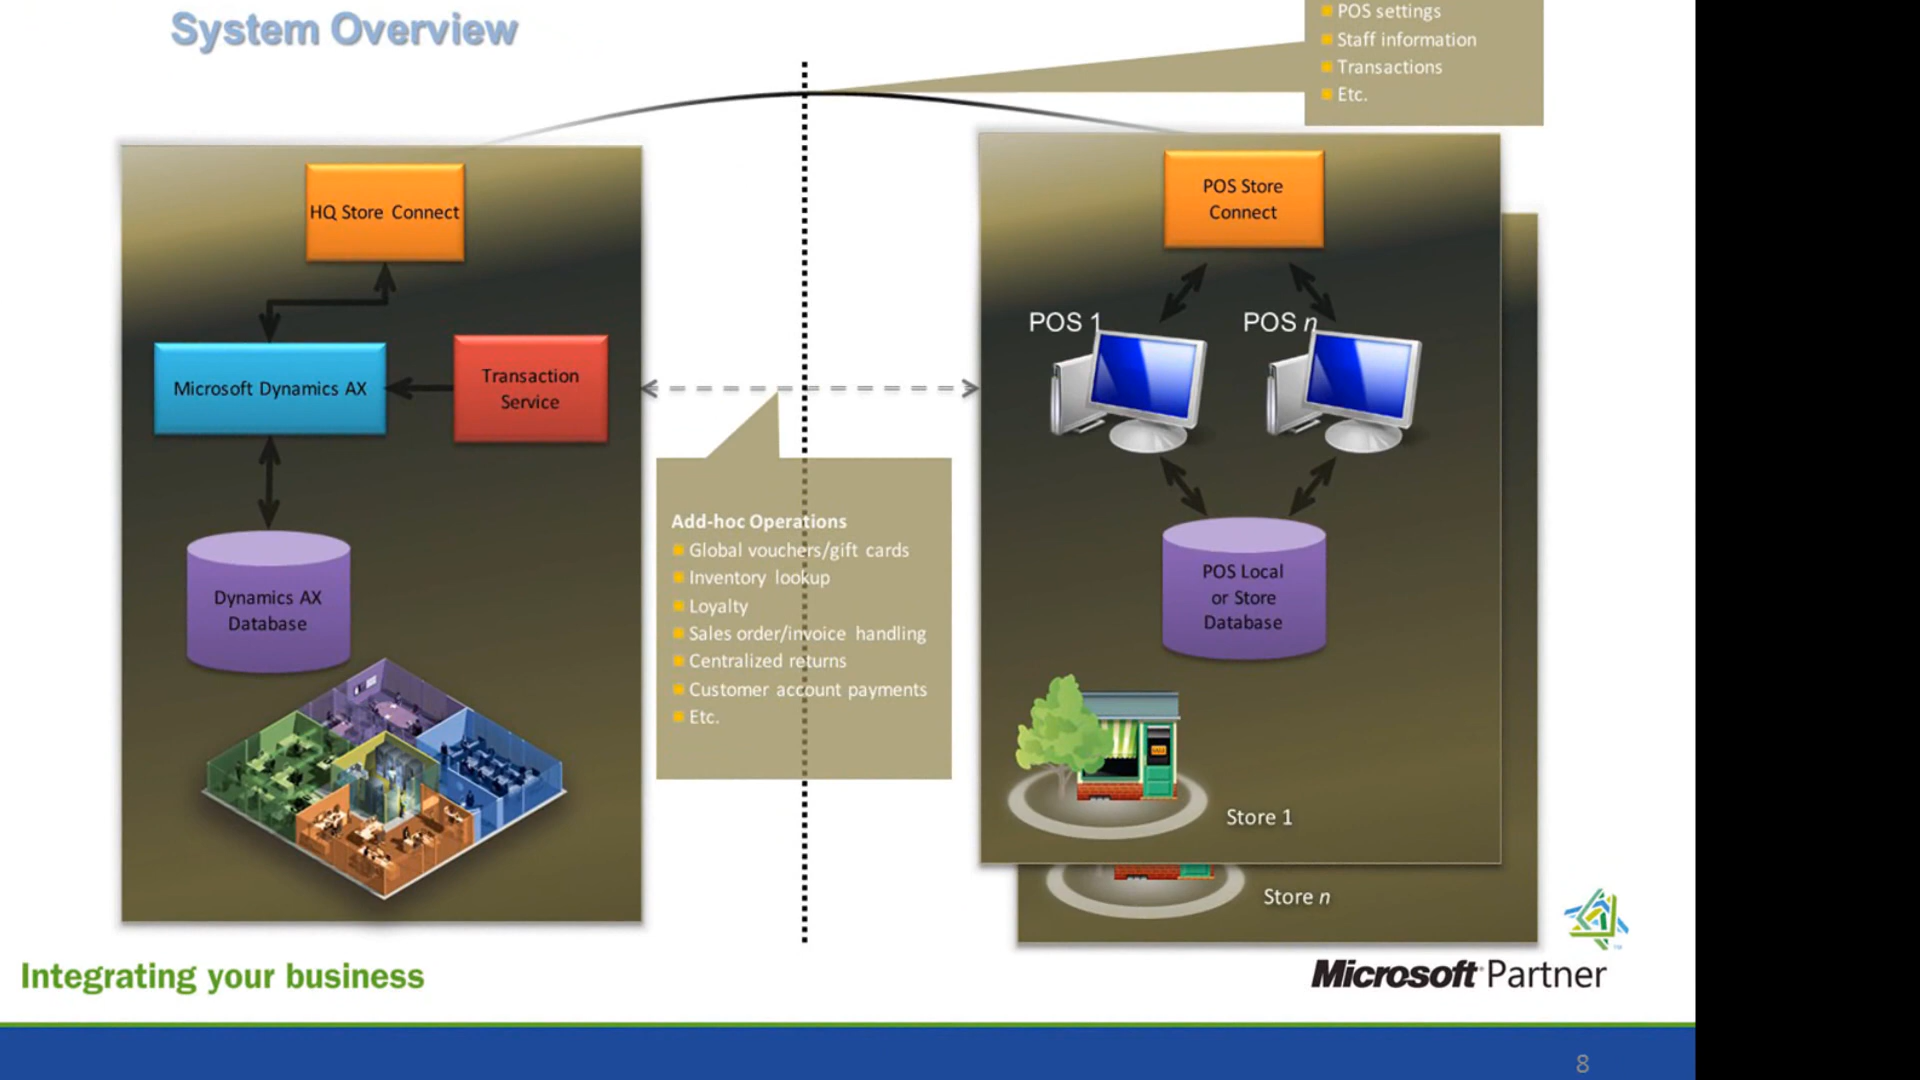 System Overview
POS settings
Staff information
Transactions
Etc.
HQ Store Connect
POS Store
Connect
POS 1
POS n
Microsoft Dynamics AX
Transaction
Service
Add-hoc Operations
Global vouchers/gift cards
Inventory lookup
Loyalty
Sales order/invoice handling
Centralized returns
Customer account payments
Etc.
Dynamics AX
Database
POS Local
or Store
Database
Store 1
Store n
Integrating your business
Microsoft Partner
8